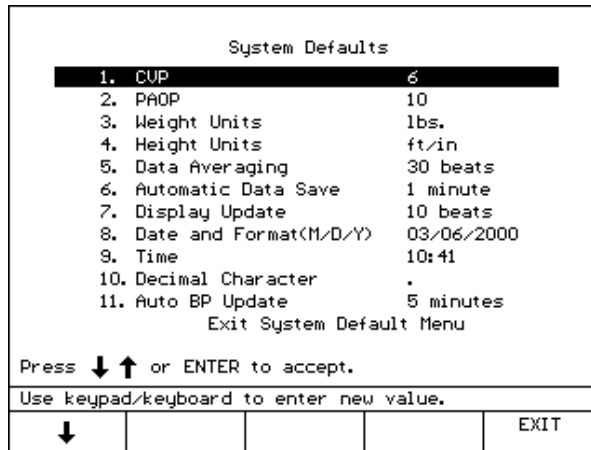 System Defaults
1. CVP 6
2. PAOP 10
3. Weight Units lbs.
4. Height Units ft/in
5. Data Averaging 30 beats
6. Automatic Data Save 1 minute
7. Display Update 10 beats
8. Date and Format(M/D/Y) 03/06/2000
9. Time 10:41
10. Decimal Character .
11. Auto BP Update 5 minutes
Exit System Default Menu
Press ↓ ↑ or ENTER to accept.
Use keypad/keyboard to enter new value.
↓ EXIT